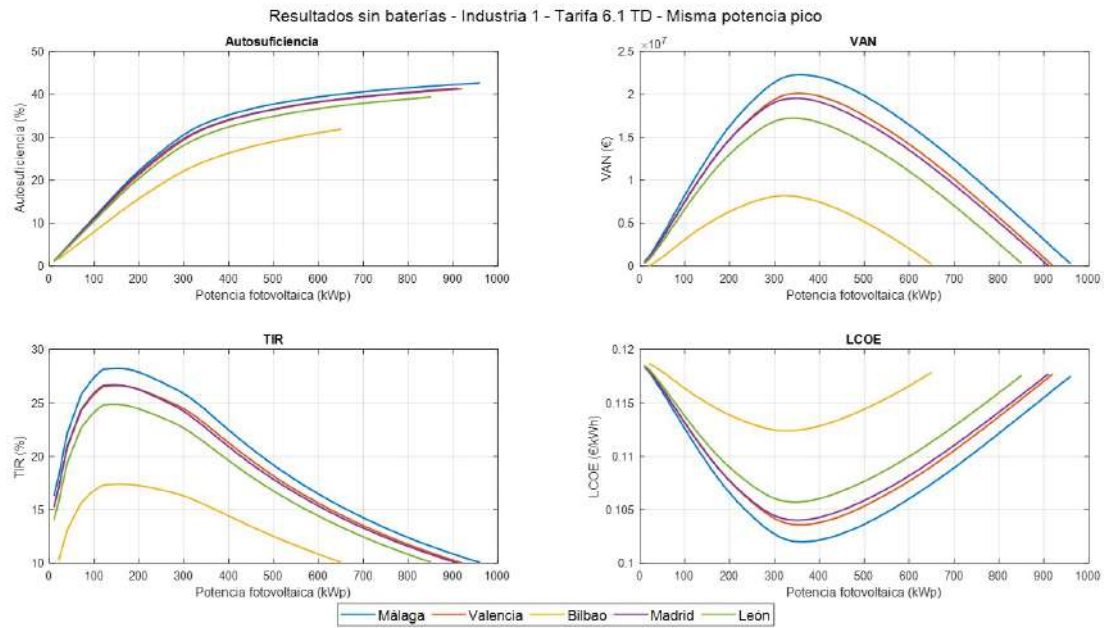 Resultados sin baterías - Industria 1 - Tarifa 6.1 TD - Misma potencia pico
Autosuficiencia
50
40
30
20
10
0
Autosuficiencia (%)
0 100 200 300 400 500 600 700 800 900 1000
Potencia fotovoltaica (kWp)
VAN
×10⁷
2.5
2
1.5
1
0.5
0
VAN (€)
0 100 200 300 400 500 600 700 800 900 1000
Potencia fotovoltaica (kWp)
TIR
30
25
20
15
10
TIR (%)
0 100 200 300 400 500 600 700 800 900 1000
Potencia fotovoltaica (kWp)
LCOE
0.12
0.115
0.11
0.105
0.1
LCOE (€/kWh)
0 100 200 300 400 500 600 700 800 900 1000
Potencia fotovoltaica (kWp)
Málaga Valencia Bilbao Madrid León